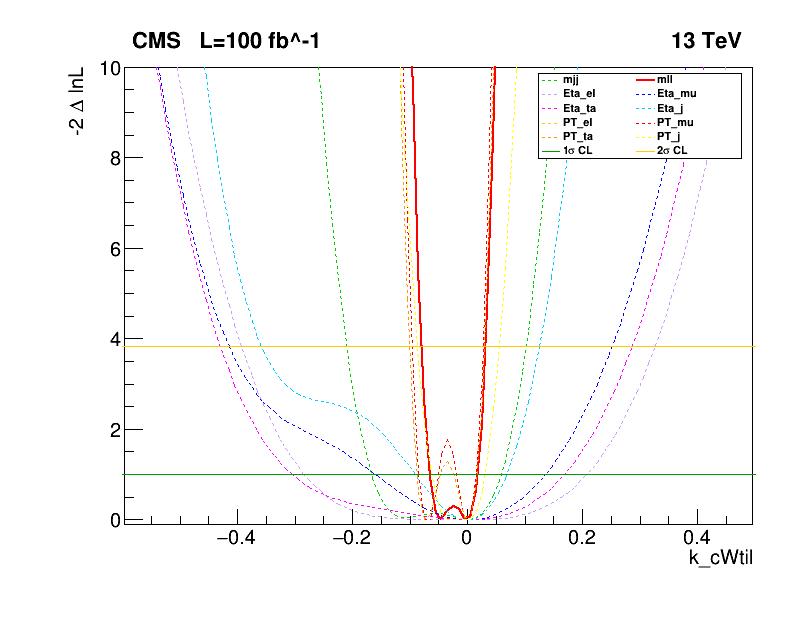 CMS L=100 fb^-1 13 TeV
-2 Δ lnL
10
8
6
4
2
0
mjj mll
Eta_el Eta_mu
Eta_ta Eta_j
PT_el PT_mu
PT_ta PT_j
1σ CL 2σ CL
−0.4 −0.2 0 0.2 0.4
k_cWtil